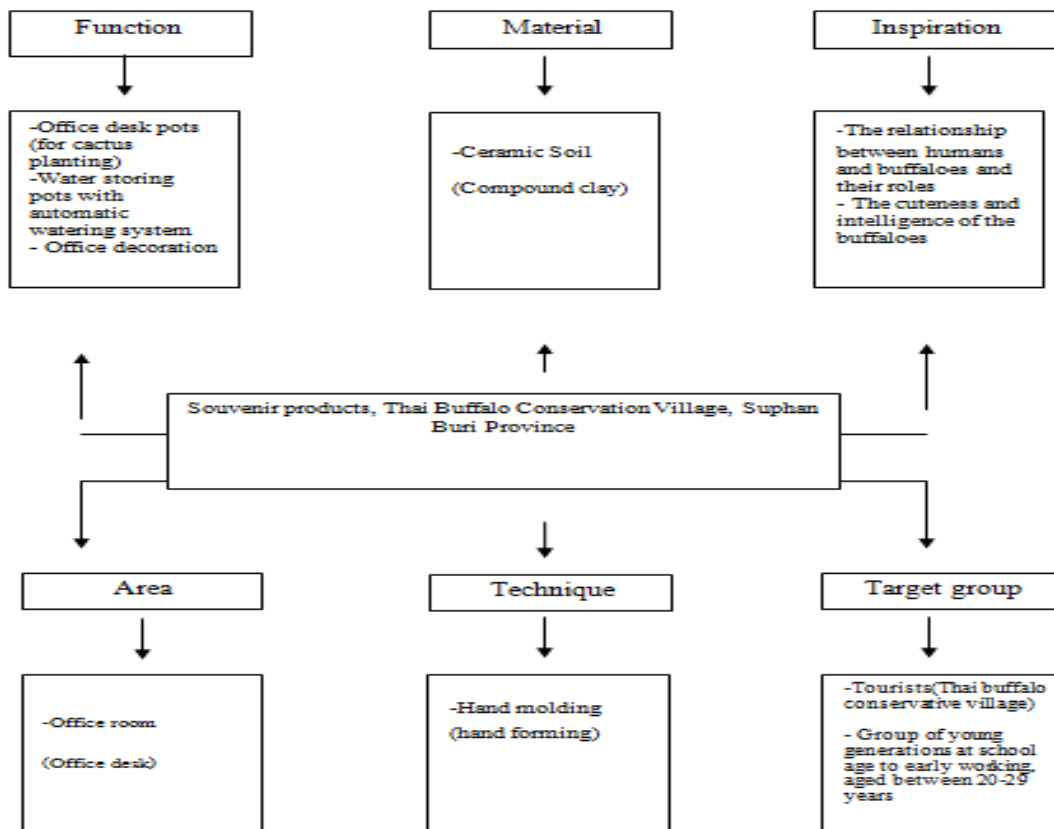 Function
Material
Inspiration
-Office desk pots
(for cactus
planting)
-Water storing
pots with
automatic
watering system
- Office decoration
-Ceramic Soil
(Compound clay)
-The relationship
between humans
and buffaloes and
their roles
- The cuteness and
intelligence of the
buffaloes
Souvenir products, Thai Buffalo Conservation Village, Suphan
Buri Province
Area
Technique
Target group
-Office room
(Office desk)
-Hand molding
(hand forming)
-Tourists(Thai buffalo
conservative village)
- Group of young
generations at school
age to early working,
aged between 20-29
years